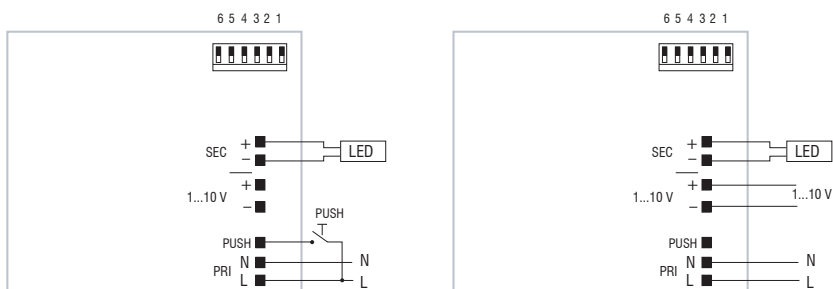 6 5 4 3 2 1
SEC + LED
−
1...10 V +
−
PUSH
PUSH
PRI N N
L L
6 5 4 3 2 1
SEC + LED
−
1...10 V + 1...10 V
−
PUSH
PRI N N
L L